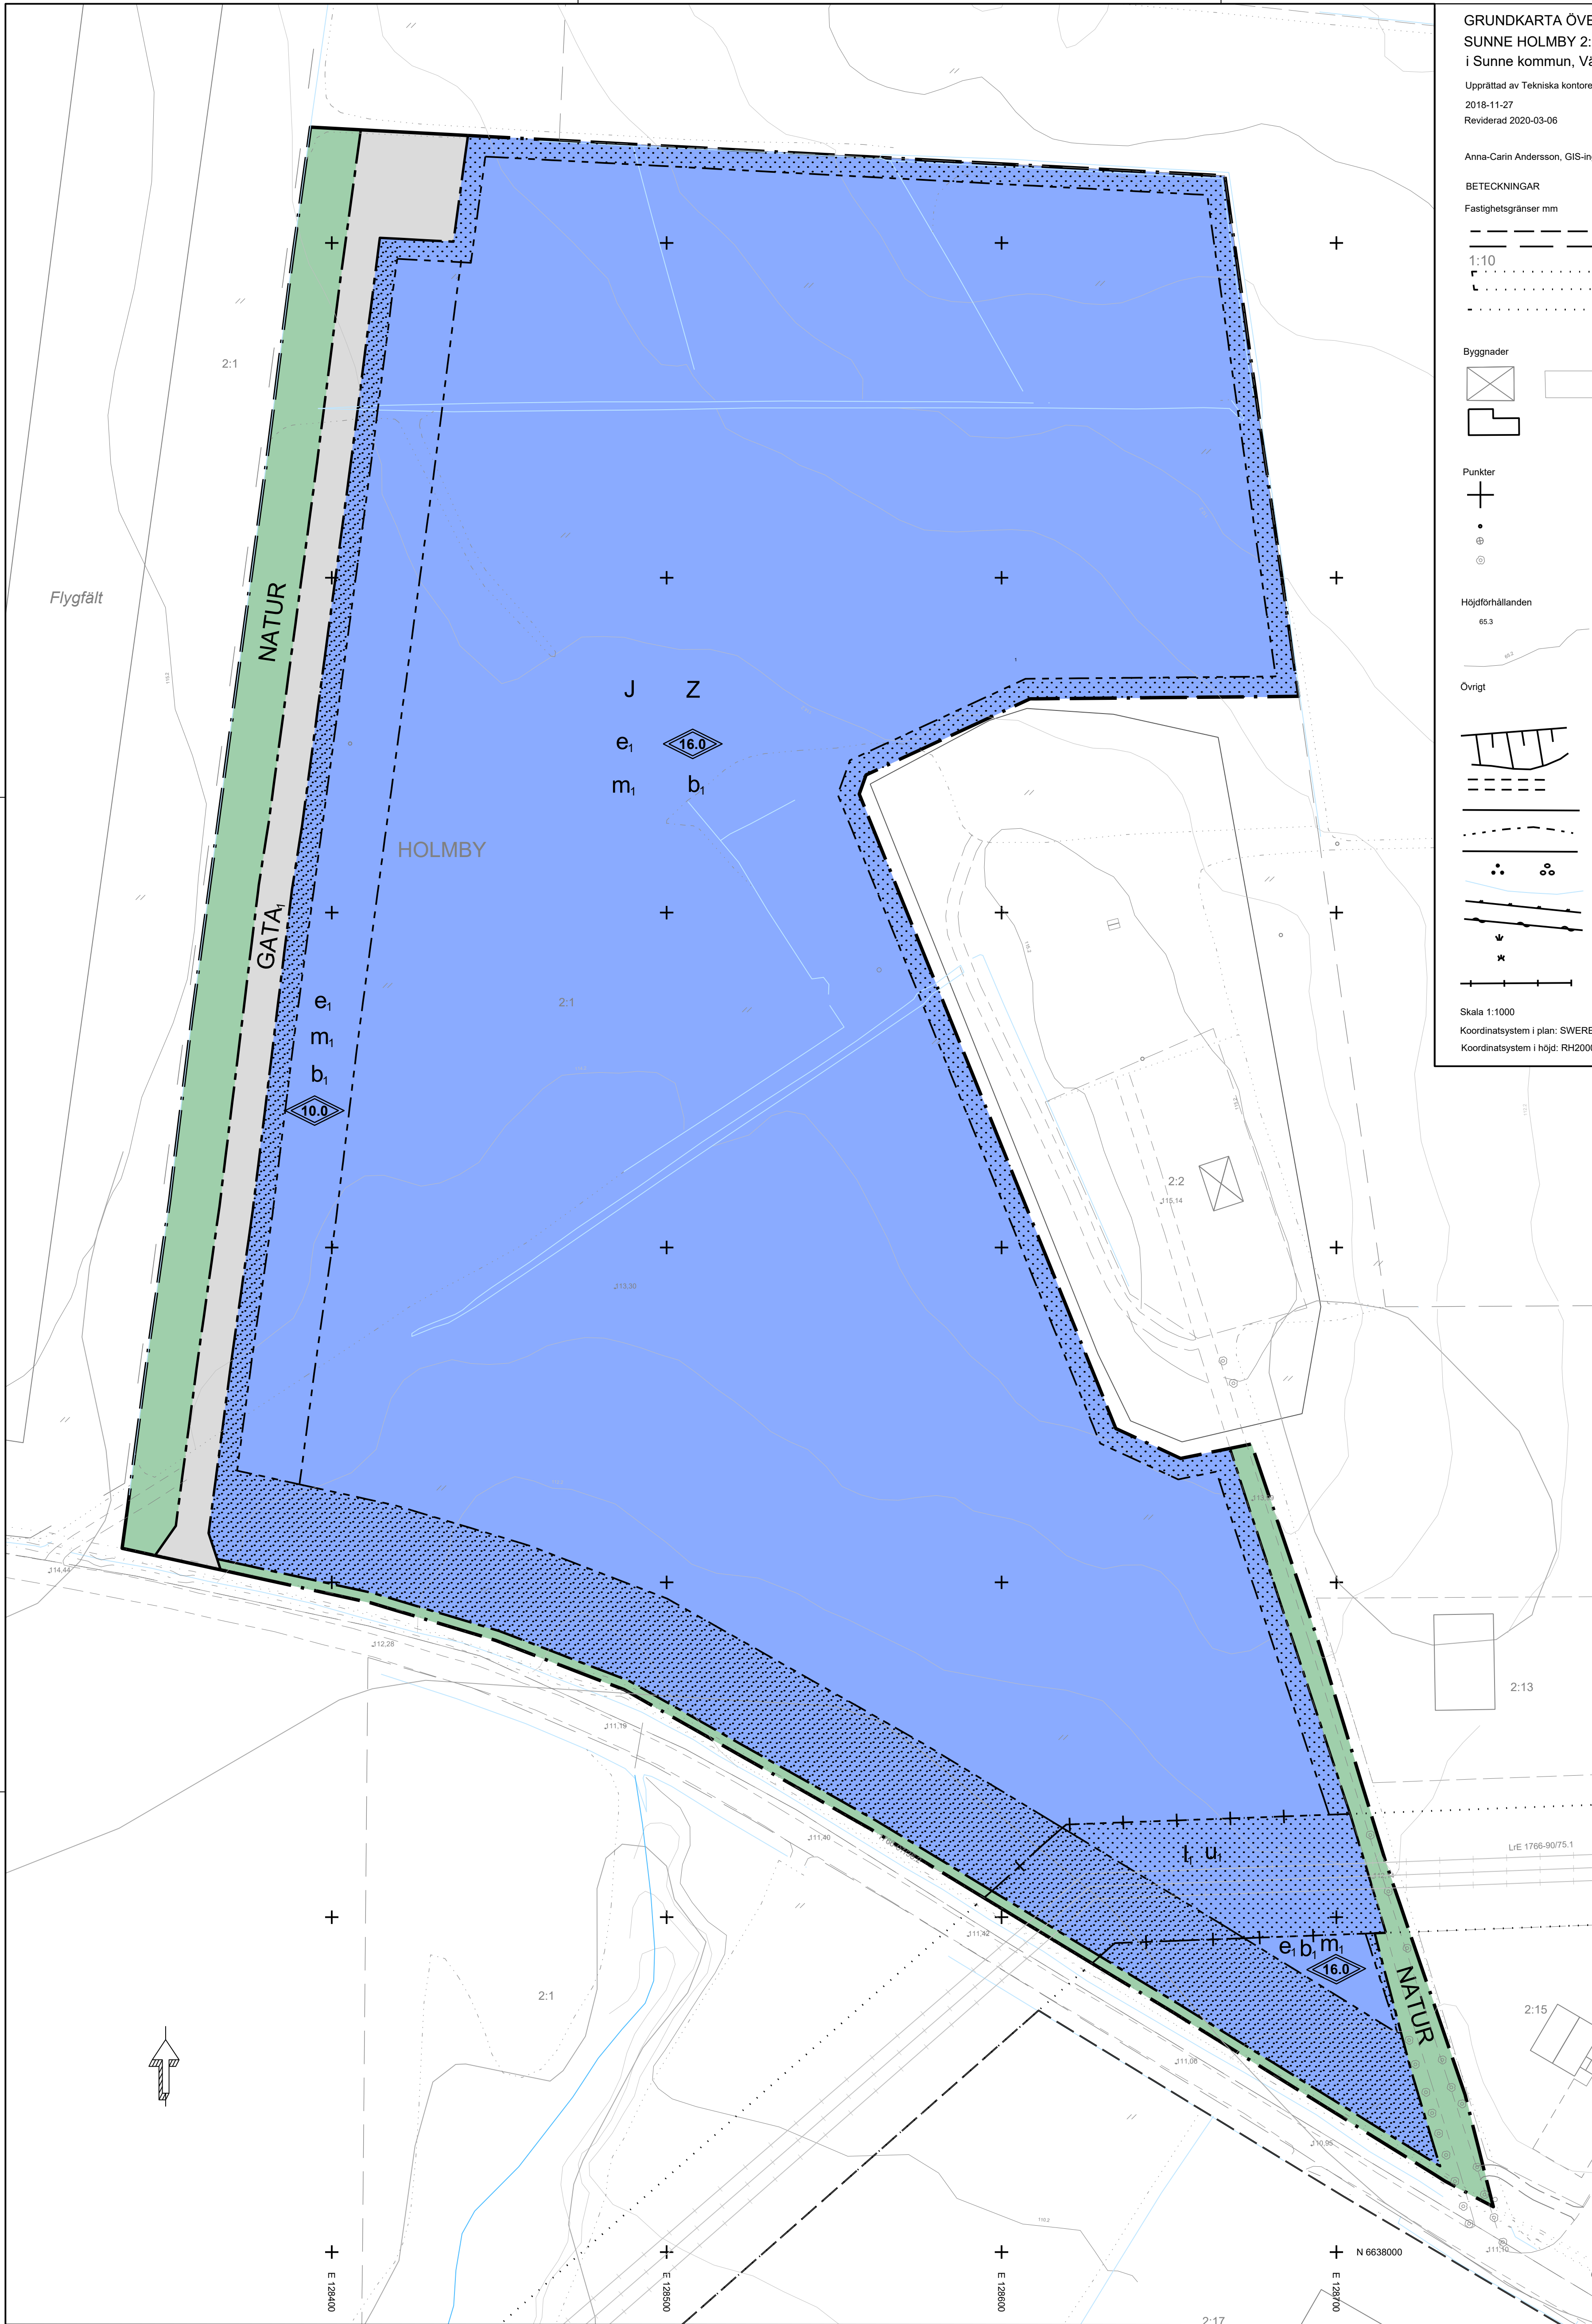 GRUNDKARTA ÖVE
SUNNE HOLMBY 2:
i Sunne kommun, Vä
Upprättad av Tekniska kontore
2018-11-27
Reviderad 2020-03-06
Anna-Carin Andersson, GIS-in
BETECKNINGAR
Fastighetsgränser mm
1:10
Byggnader
Punkter
Höjdförhållanden
65.3
65.3
Övrigt
Skala 1:1000
Koordinatsystem i plan: SWERE
Koordinatsystem i höjd: RH2000
2:1
Flygfält
NATUR
J Z
e1 16.0
m1 b1
HOLMBY
GATA1
2:1
e1
m1
b1
10.0
2:2
115,14
113,30
114,44
112,28
2:13
111,19
111,40
l1 u1
LrE 1766-90/75.1
111,42
e1 b1 m1
16.0
NATUR
2:1
2:15
111,08
110,95
111,10
N 6638000
E 128400
E 128500
E 128600
E 128700
2:17